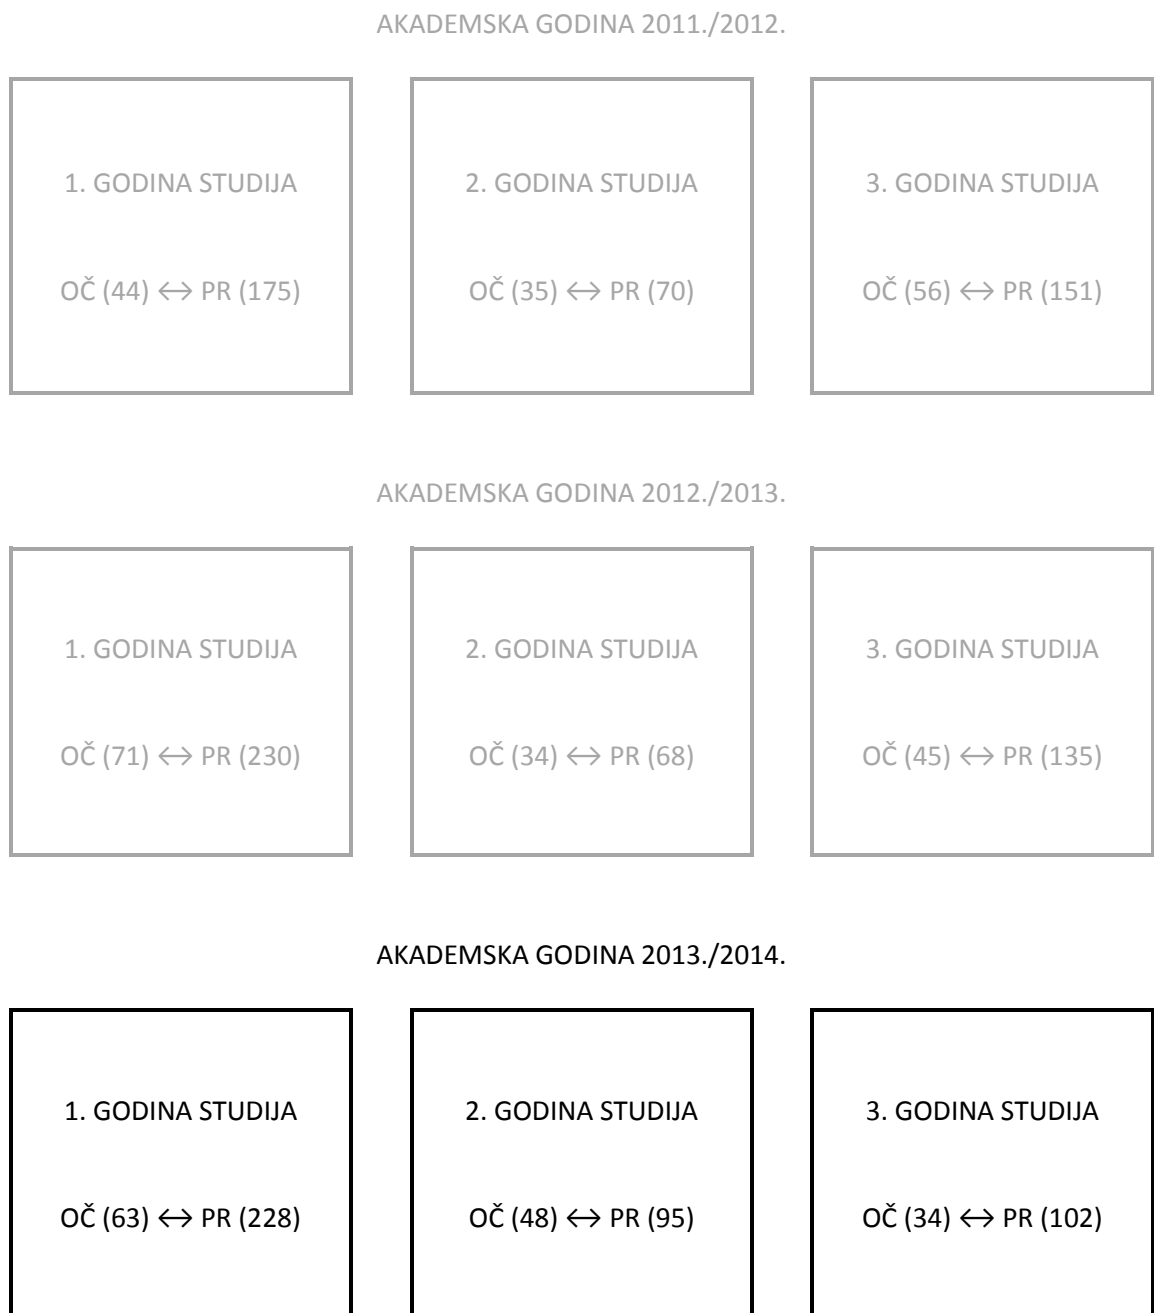 AKADEMSKA GODINA 2011./2012.
1. GODINA STUDIJA
OČ (44) ↔ PR (175)
2. GODINA STUDIJA
OČ (35) ↔ PR (70)
3. GODINA STUDIJA
OČ (56) ↔ PR (151)
AKADEMSKA GODINA 2012./2013.
1. GODINA STUDIJA
OČ (71) ↔ PR (230)
2. GODINA STUDIJA
OČ (34) ↔ PR (68)
3. GODINA STUDIJA
OČ (45) ↔ PR (135)
AKADEMSKA GODINA 2013./2014.
1. GODINA STUDIJA
OČ (63) ↔ PR (228)
2. GODINA STUDIJA
OČ (48) ↔ PR (95)
3. GODINA STUDIJA
OČ (34) ↔ PR (102)